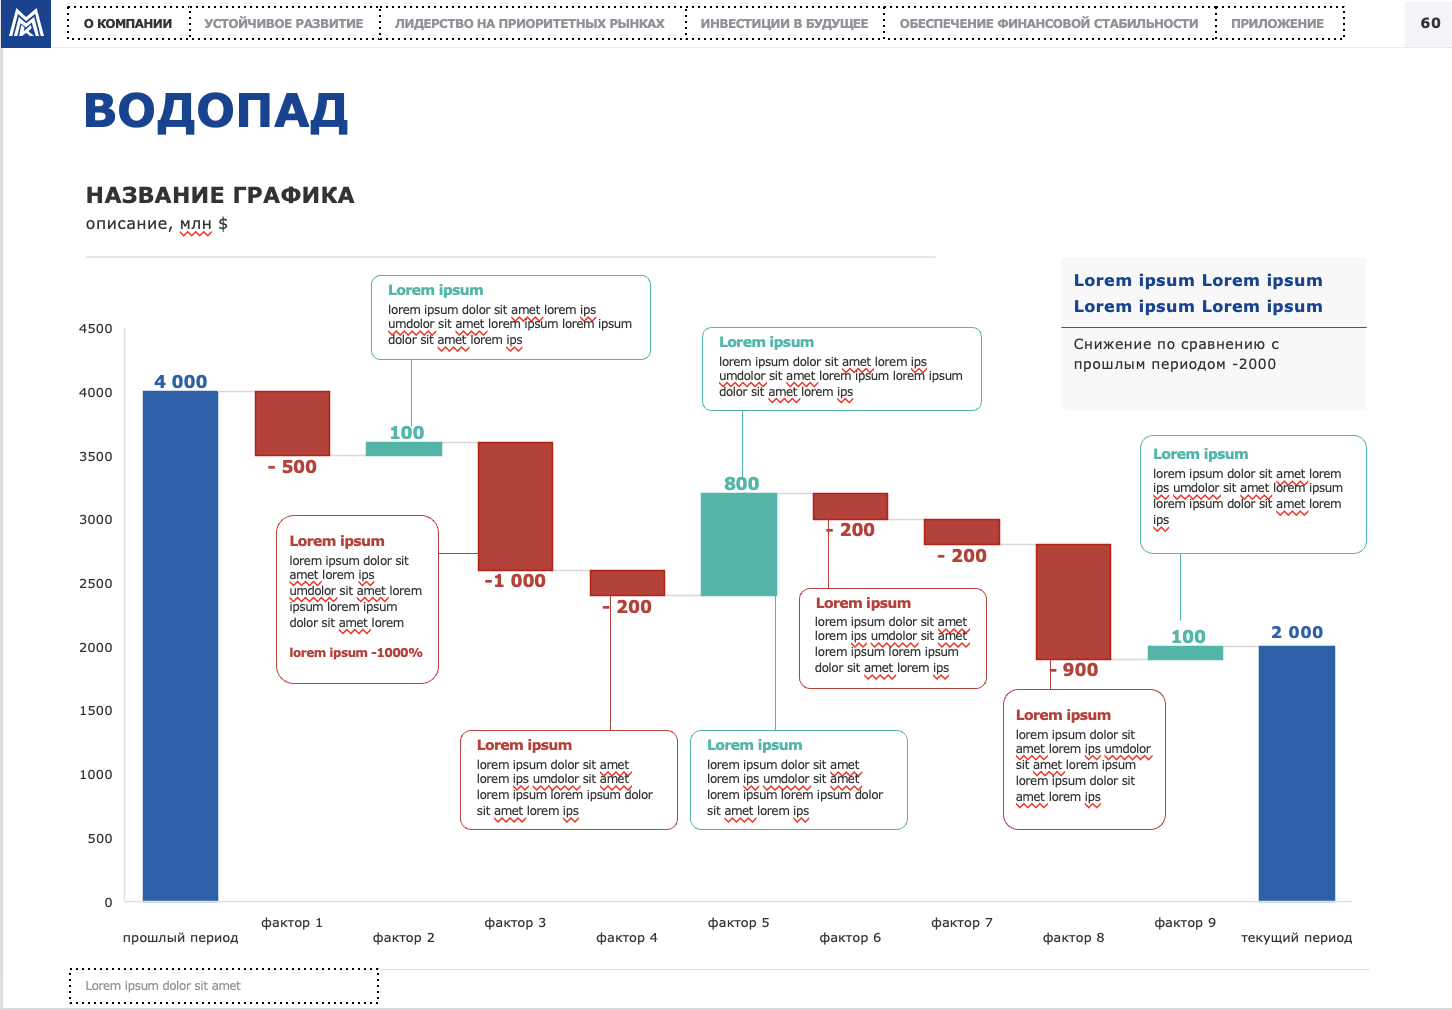 О КОМПАНИИ
УСТОЙЧИВОЕ РАЗВИТИЕ
ЛИДЕРСТВО НА ПРИОРИТЕТНЫХ РЫНКАХ
ИНВЕСТИЦИИ В БУДУЩЕЕ
ОБЕСПЕЧЕНИЕ ФИНАНСОВОЙ СТАБИЛЬНОСТИ
ПРИЛОЖЕНИЕ
60
ВОДОПАД
НАЗВАНИЕ ГРАФИКА
описание, млн $
Lorem ipsum Lorem ipsum
Lorem ipsum Lorem ipsum
Снижение по сравнению с
прошлым периодом -2000
Lorem ipsum
lorem ipsum dolor sit amet lorem ips
umdolor sit amet lorem ipsum lorem ipsum
dolor sit amet lorem ips
Lorem ipsum
lorem ipsum dolor sit amet lorem ips
umdolor sit amet lorem ipsum lorem ipsum
dolor sit amet lorem ips
Lorem ipsum
lorem ipsum dolor sit amet lorem
ips umdolor sit amet lorem ipsum
lorem ipsum dolor sit amet lorem
ips
4500
4000
3500
3000
2500
2000
1500
1000
500
0
4 000
- 500
100
-1 000
- 200
800
- 200
- 200
- 900
100
2 000
Lorem ipsum
lorem ipsum dolor sit
amet lorem ips
umdolor sit amet lorem
ipsum lorem ipsum
dolor sit amet lorem
lorem ipsum -1000%
Lorem ipsum
lorem ipsum dolor sit amet
lorem ips umdolor sit amet
lorem ipsum lorem ipsum
dolor sit amet lorem ips
Lorem ipsum
lorem ipsum dolor sit amet
lorem ips umdolor sit amet
lorem ipsum lorem ipsum dolor
sit amet lorem ips
Lorem ipsum
lorem ipsum dolor sit amet
lorem ips umdolor sit amet
lorem ipsum lorem ipsum dolor
sit amet lorem ips
Lorem ipsum
lorem ipsum dolor sit
amet lorem ips umdolor
sit amet lorem ipsum
lorem ipsum dolor sit
amet lorem ips
прошлый период
фактор 1
фактор 2
фактор 3
фактор 4
фактор 5
фактор 6
фактор 7
фактор 8
фактор 9
текущий период
Lorem ipsum dolor sit amet